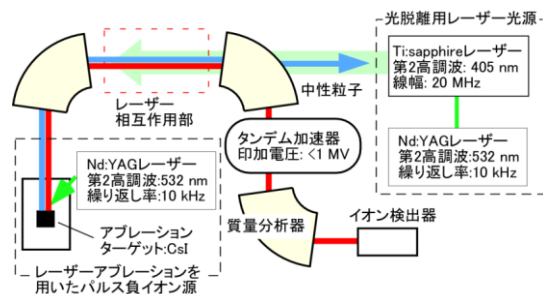 光脱離用レーザー光源
Ti:sapphireレーザー
第2高調波: 405 nm
線幅: 20 MHz
中性粒子
レーザー
相互作用部
タンデム加速器
印加電圧: <1 MV
Nd:YAGレーザー
第2高調波:532 nm
繰り返し率:10 kHz
Nd:YAGレーザー
第2高調波:532 nm
繰り返し率:10 kHz
質量分析器
イオン検出器
アブレーション
ターゲット:CsI
レーザーアブレーションを
用いたパルス負イオン源